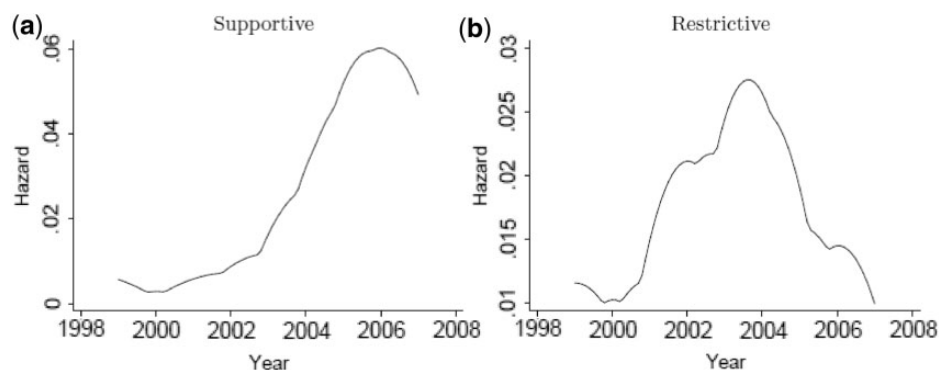 (a) Supportive
.06
.04
.02
0
Hazard
1998 2000 2002 2004 2006 2008
Year
(b) Restrictive
.03
.025
.02
.015
.01
Hazard
1998 2000 2002 2004 2006 2008
Year